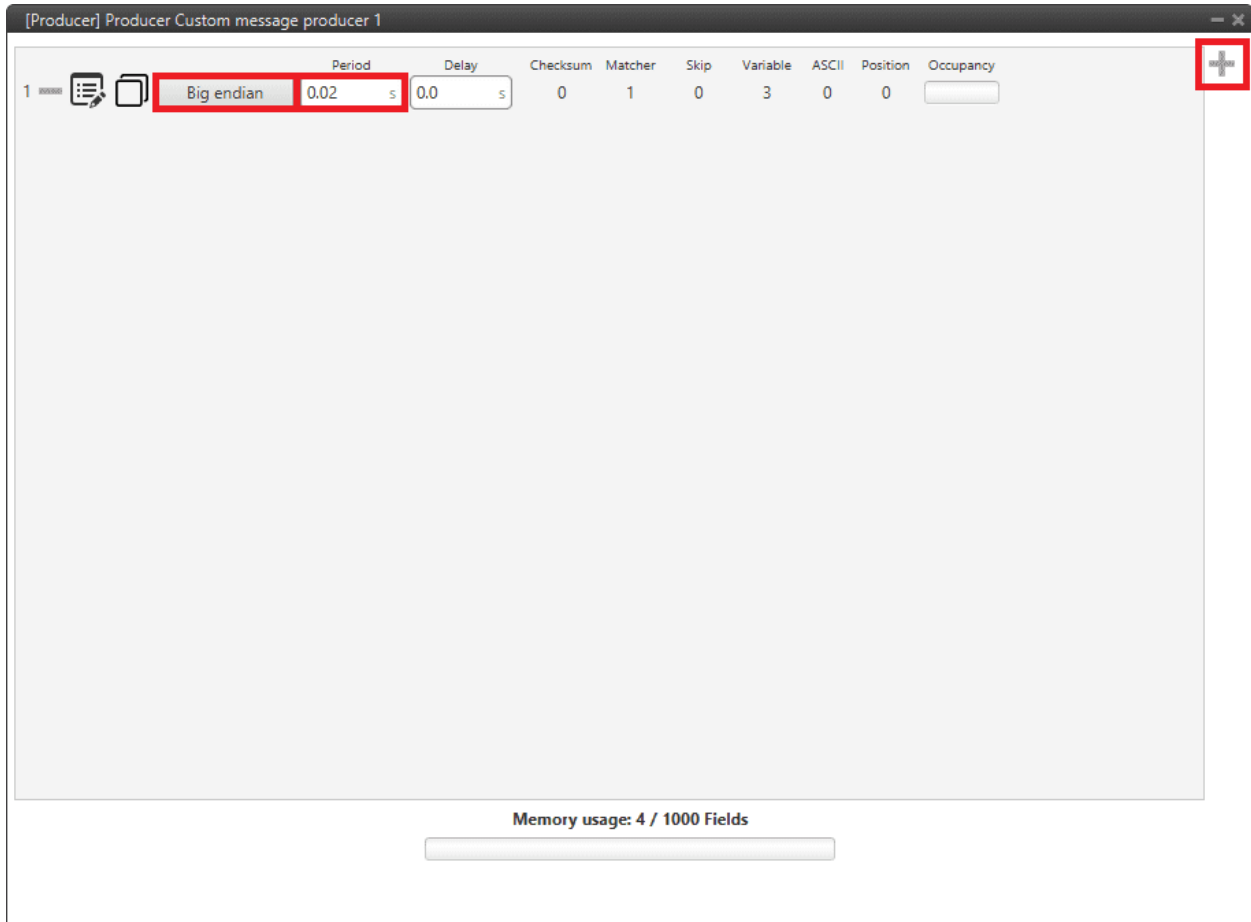 [Producer] Producer Custom message producer 1
Period Delay Checksum Matcher Skip Variable ASCII Position Occupancy
1 Big endian 0.02 s 0.0 s 0 1 0 3 0 0
Memory usage: 4 / 1000 Fields